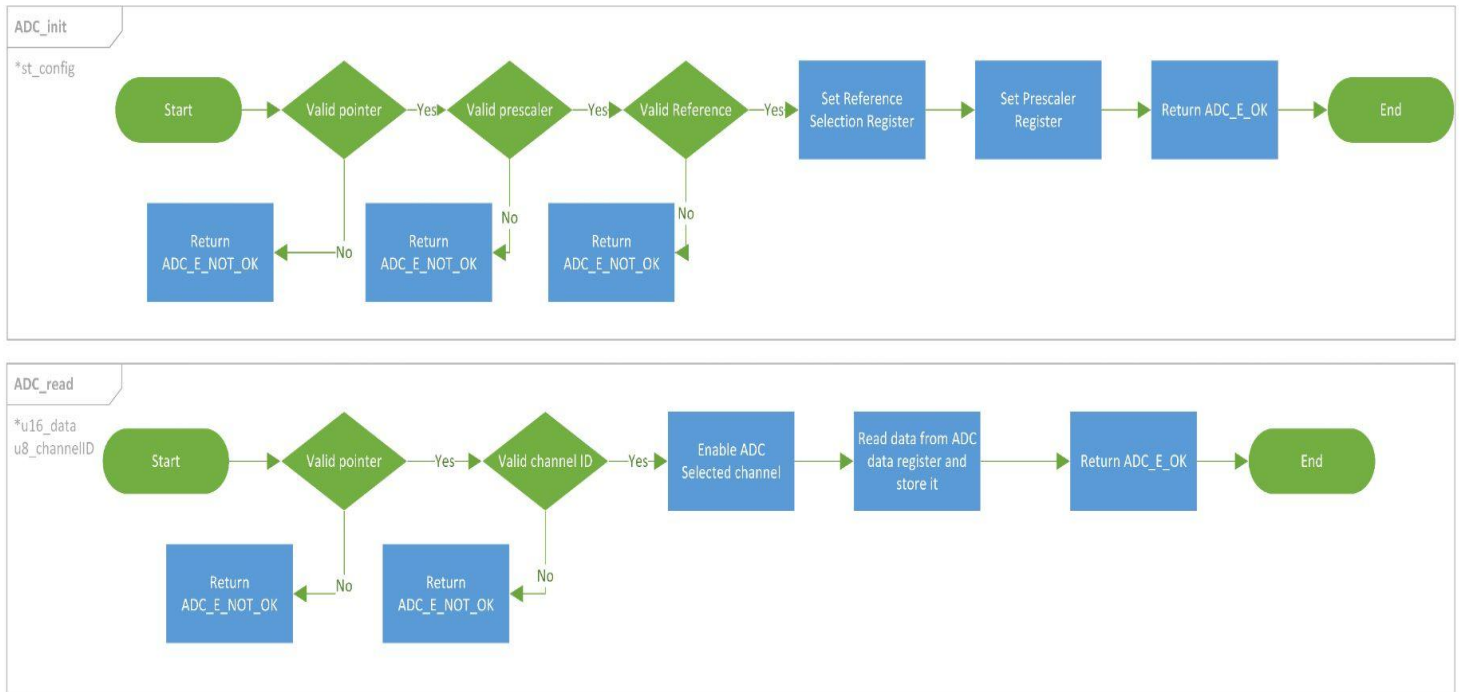 ADC_init
*st_config
Start
Valid pointer
Yes
Valid prescaler
Yes
Valid Reference
Yes
Set Reference
Selection Register
Set Prescaler
Register
Return ADC_E_OK
End
No
Return
ADC_E_NOT_OK
No
Return
ADC_E_NOT_OK
No
Return
ADC_E_NOT_OK
ADC_read
*u16_data
u8_channelID
Start
Valid pointer
Yes
Valid channel ID
Yes
Enable ADC
Selected channel
Read data from ADC
data register and
store it
Return ADC_E_OK
End
No
Return
ADC_E_NOT_OK
No
Return
ADC_E_NOT_OK